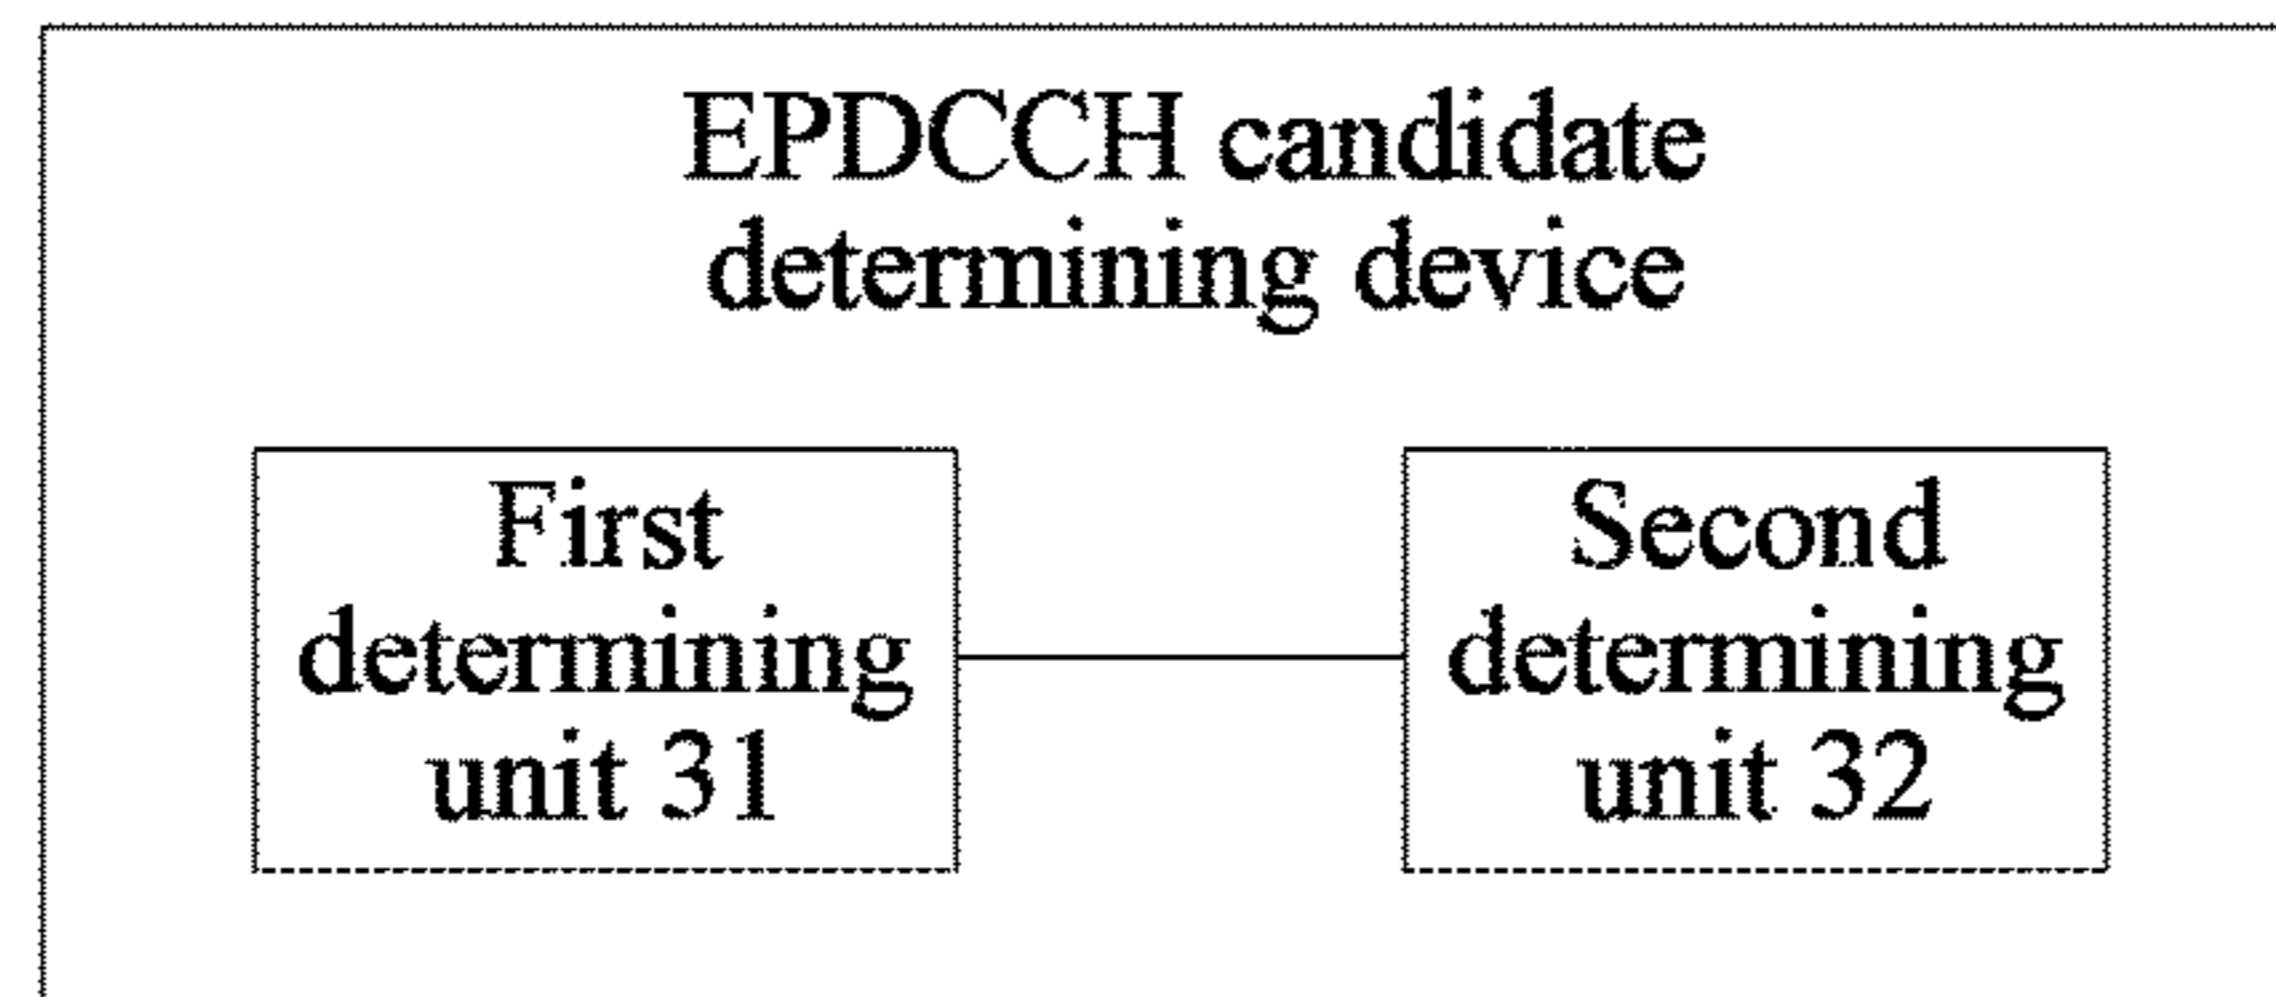 EPDCCH candidate
determining device
First
determining
unit 31
Second
determining
unit 32